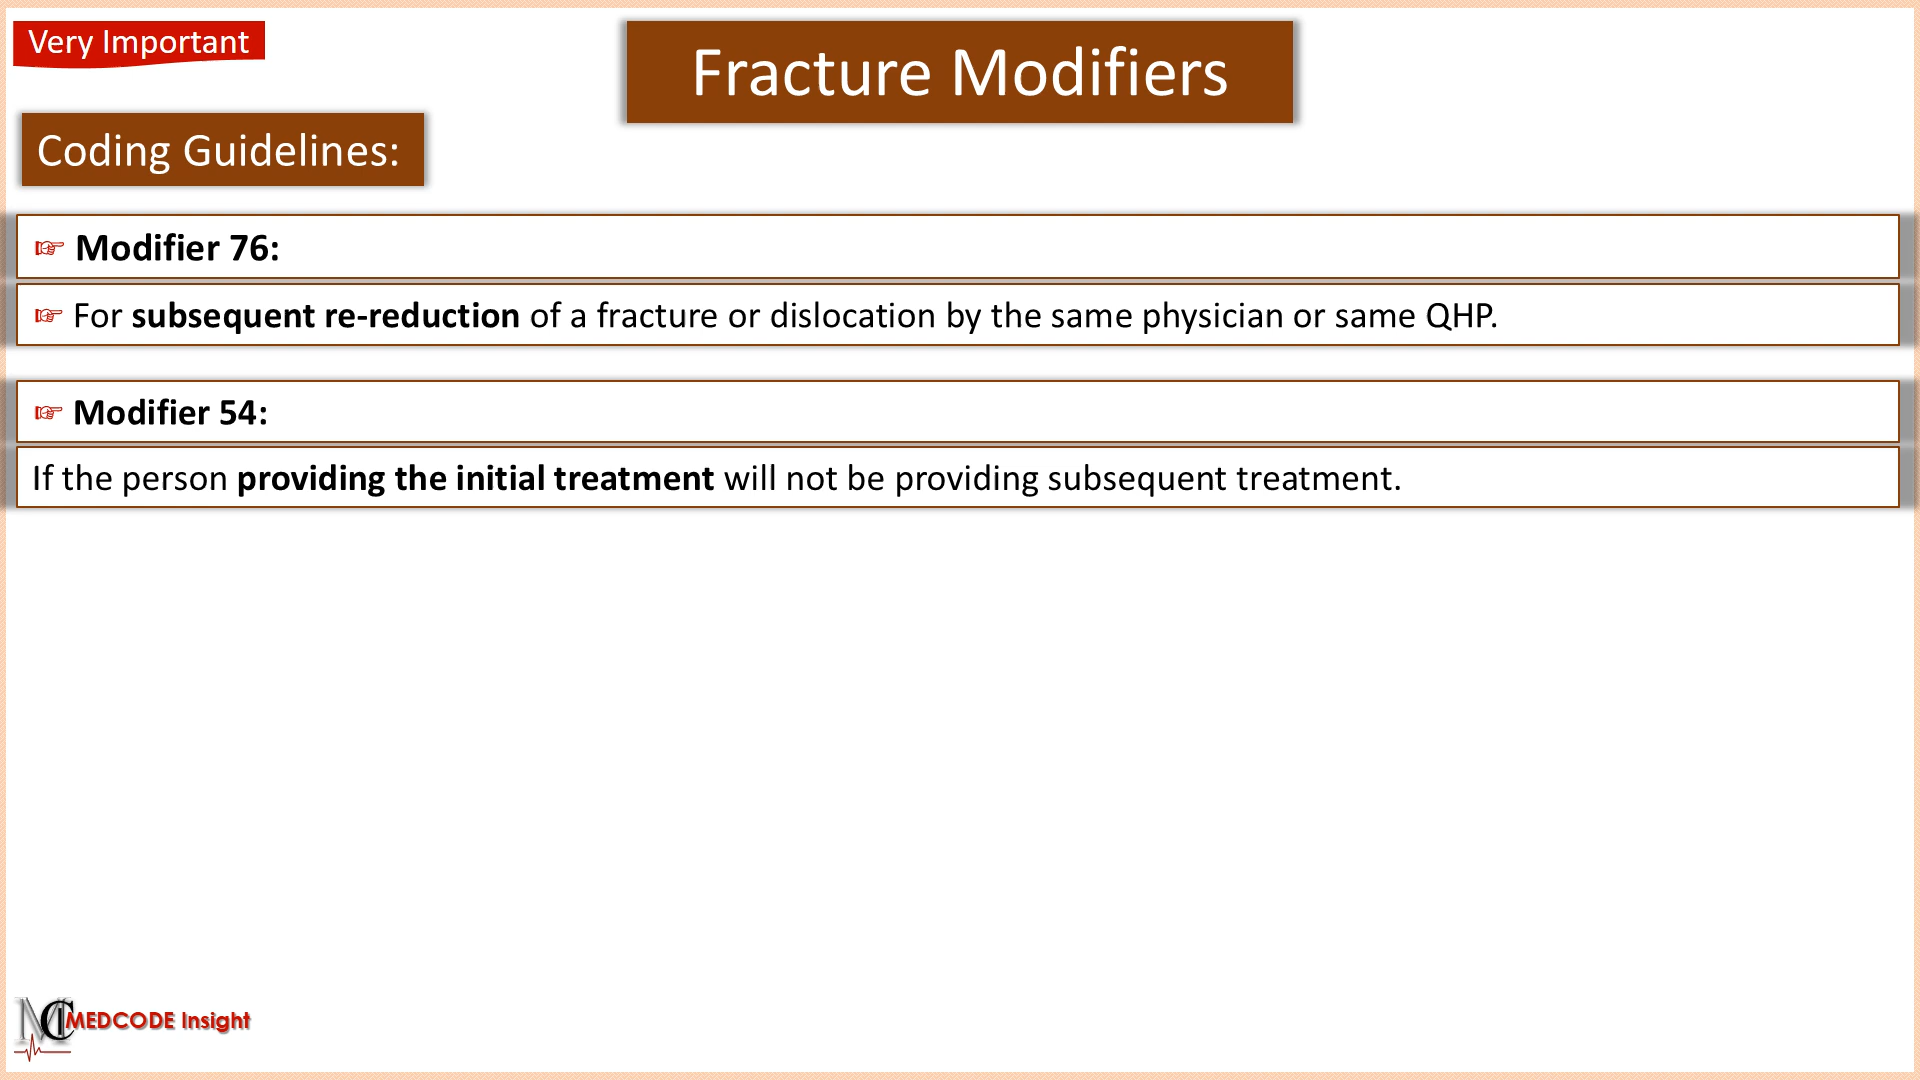 Very Important
Fracture Modifiers
Coding Guidelines:
☞ Modifier 76:
☞ For subsequent re-reduction of a fracture or dislocation by the same physician or same QHP.
☞ Modifier 54:
If the person providing the initial treatment will not be providing subsequent treatment.
MCI MEDCODE Insight